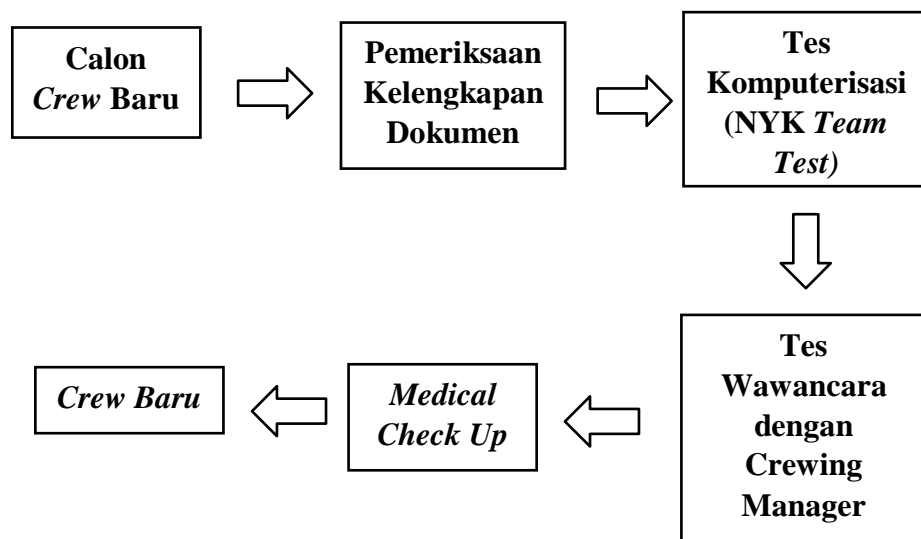 Calon
Crew Baru
Pemeriksaan
Kelengkapan
Dokumen
Tes
Komputerisasi
(NYK Team
Test)
Tes
Wawancara
dengan
Crewing
Manager
Medical
Check Up
Crew Baru